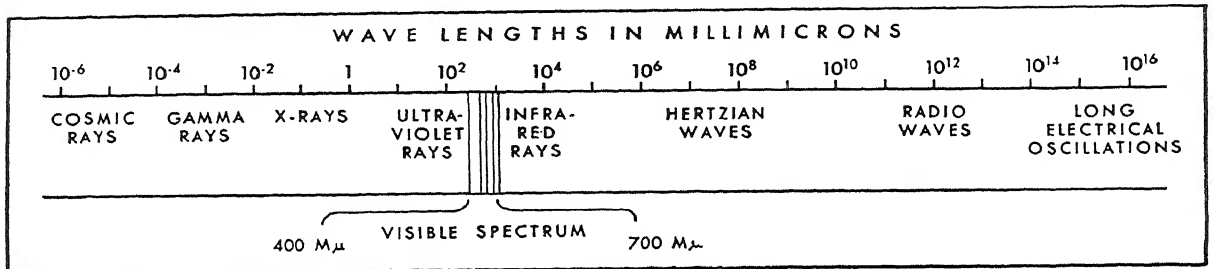 WAVE LENGTHS IN MILLIMICRONS
10⁻⁶ 10⁻⁴ 10⁻² 1 10² 10⁴ 10⁶ 10⁸ 10¹⁰ 10¹² 10¹⁴ 10¹⁶
COSMIC RAYS
GAMMA RAYS
X-RAYS
ULTRA-
VIOLET
RAYS
INFRA-
RED
RAYS
HERTZIAN
WAVES
RADIO
WAVES
LONG
ELECTRICAL
OSCILLATIONS
400 Mμ VISIBLE SPECTRUM 700 Mμ